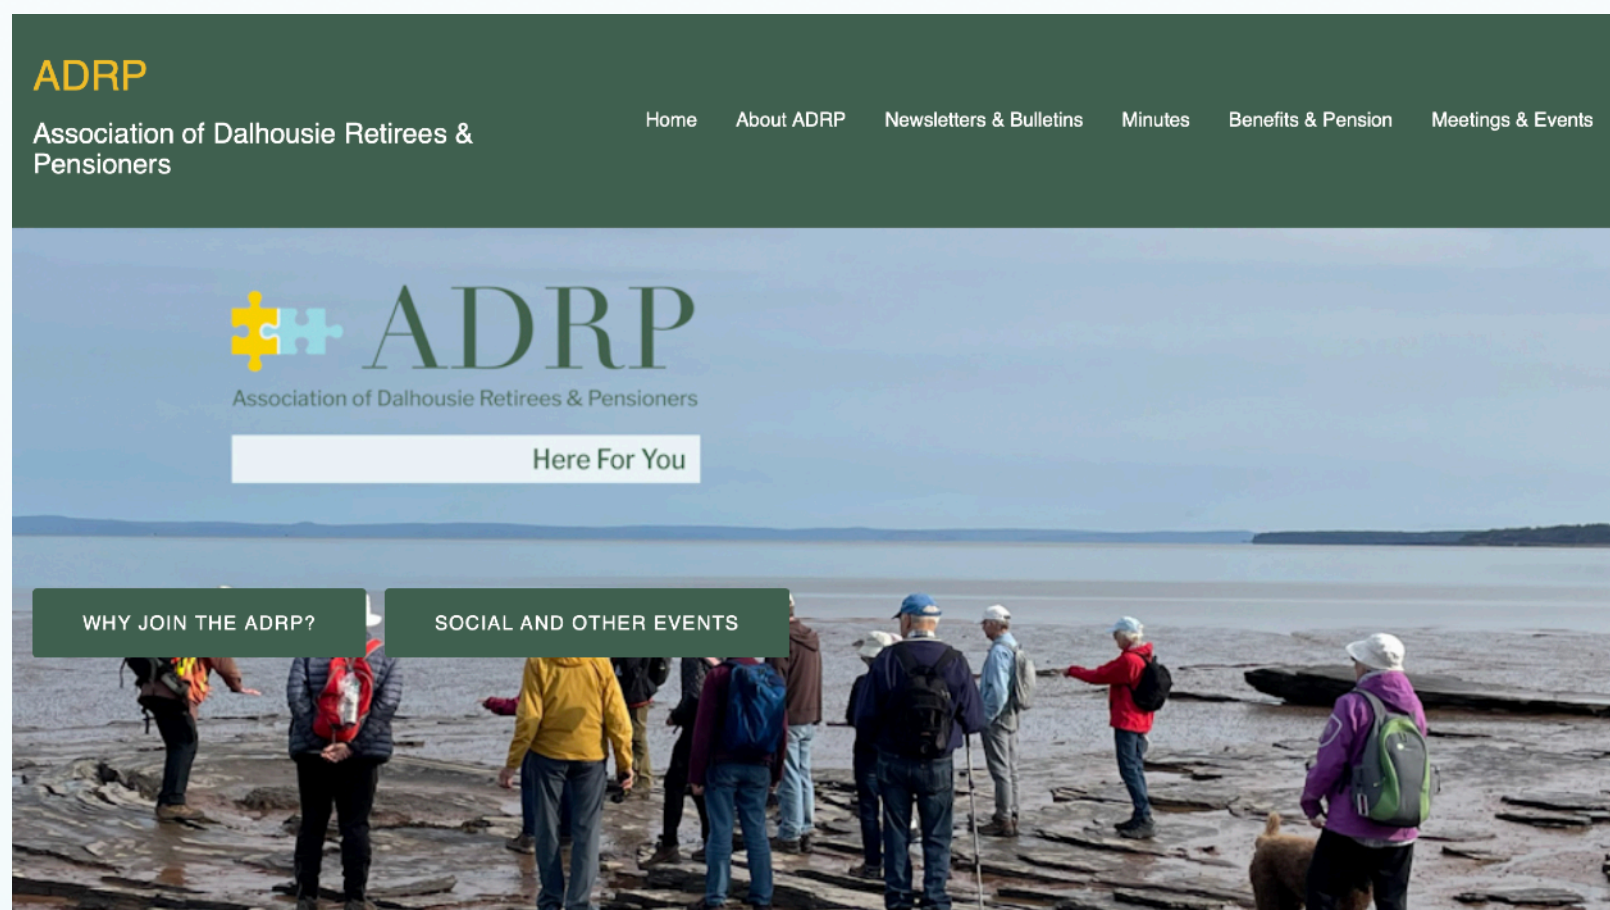 ADRP
Association of Dalhousie Retirees &
Pensioners
Home About ADRP Newsletters & Bulletins Minutes Benefits & Pension Meetings & Events
ADRP
Association of Dalhousie Retirees & Pensioners
Here For You
WHY JOIN THE ADRP? SOCIAL AND OTHER EVENTS